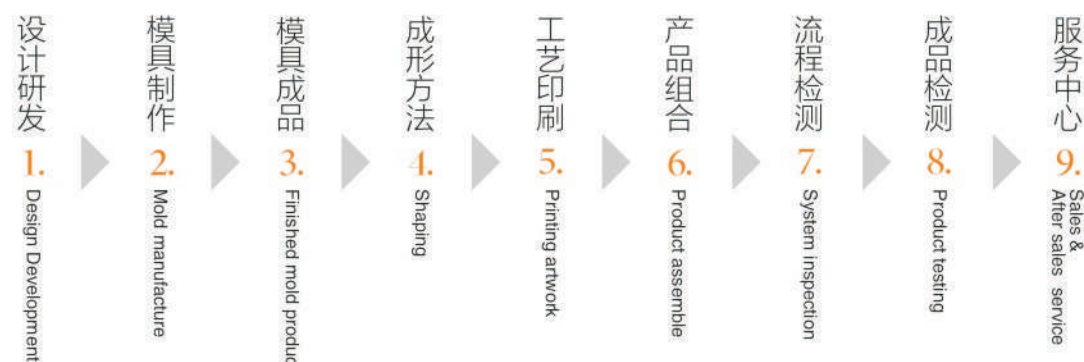 设计研发
1.
Design Development
模具制作
2.
Mold manufacture
模具成品
3.
Finished mold produc
成形方法
4.
Shaping
工艺印刷
5.
Printing artwork
产品组合
6.
Product assemble
流程检测
7.
System inspection
成品检测
8.
Product testing
服务中心
9.
Sales &
After sales service